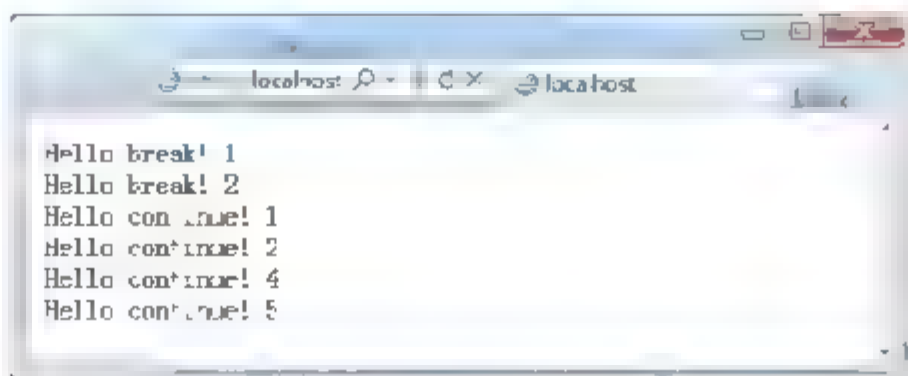 localhost localhost
Hello break! 1
Hello break! 2
Hello continue! 1
Hello continue! 2
Hello continue! 4
Hello continue! 5